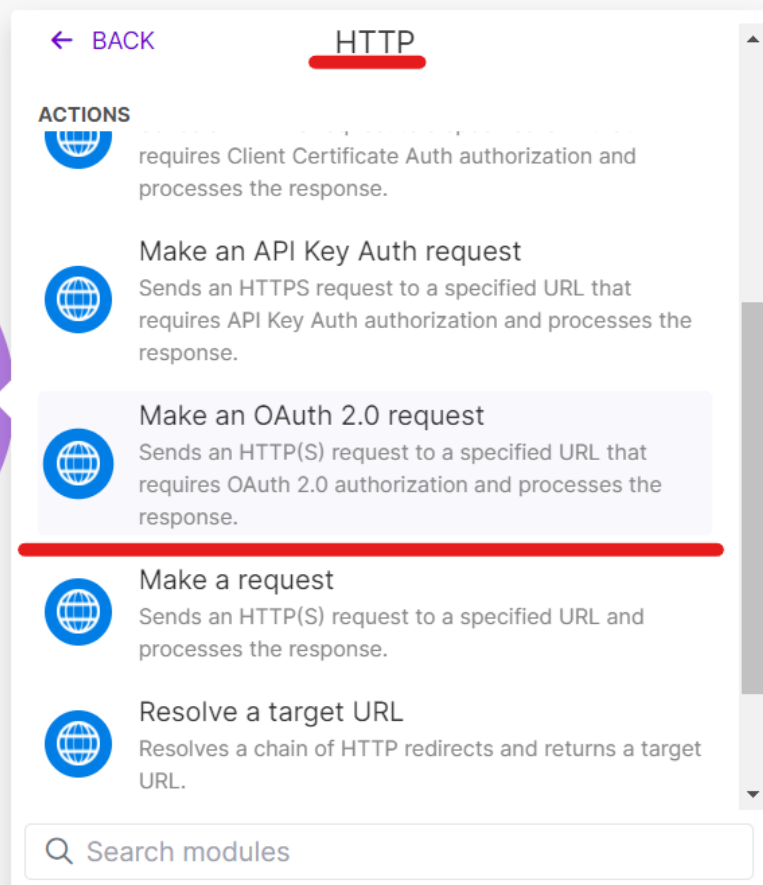 BACK
HTTP
ACTIONS
requires Client Certificate Auth authorization and
processes the response.
Make an API Key Auth request
Sends an HTTPS request to a specified URL that
requires API Key Auth authorization and processes the
response.
Make an OAuth 2.0 request
Sends an HTTP(S) request to a specified URL that
requires OAuth 2.0 authorization and processes the
response.
Make a request
Sends an HTTP(S) request to a specified URL and
processes the response.
Resolve a target URL
Resolves a chain of HTTP redirects and returns a target
URL.
Search modules